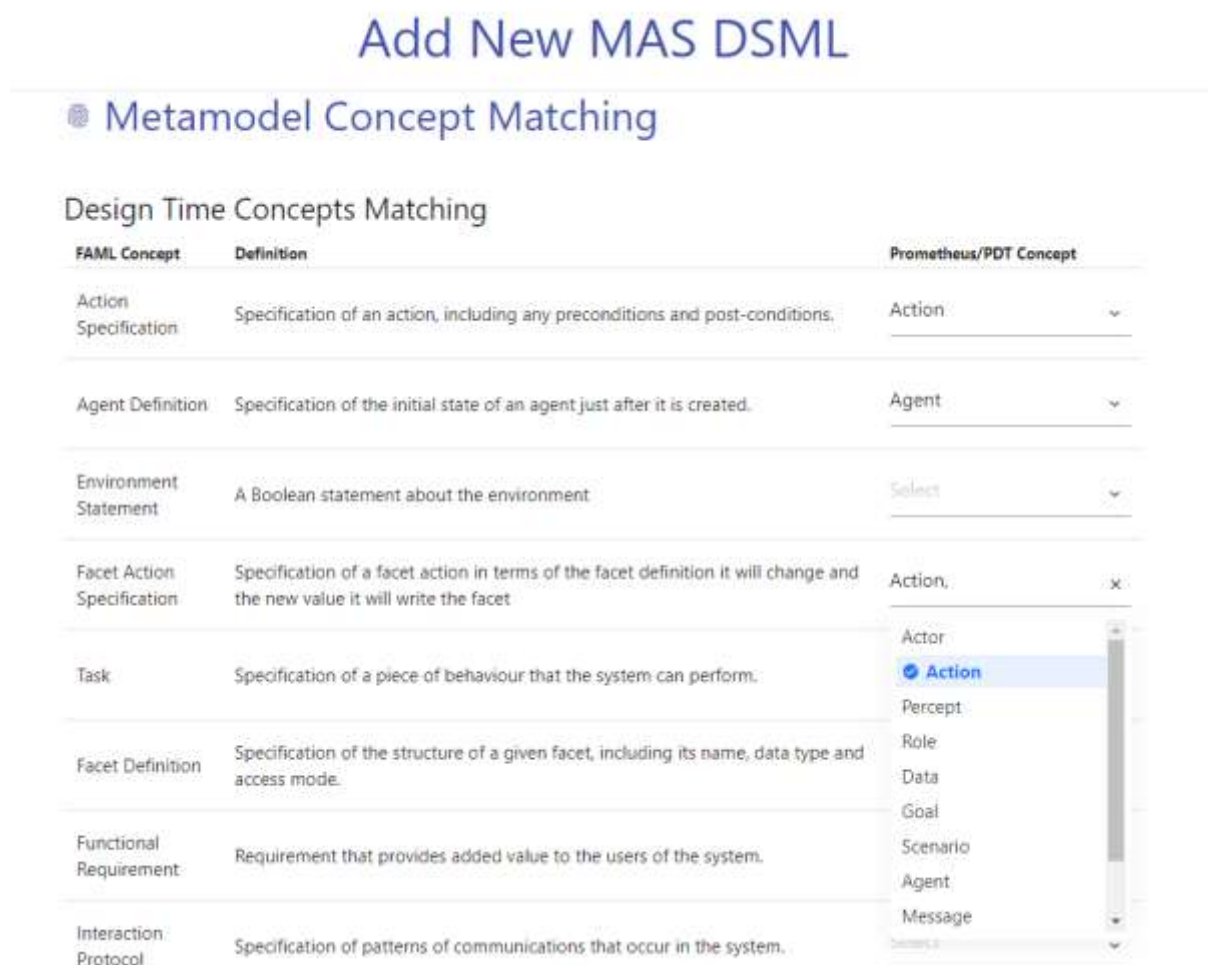 Add New MAS DSML
Metamodel Concept Matching
Design Time Concepts Matching
FAML Concept Definition Prometheus/PDT Concept
Action
Specification
Specification of an action, including any preconditions and post-conditions.
Action
Agent Definition Specification of the initial state of an agent just after it is created. Agent
Environment
Statement
A Boolean statement about the environment
Select
Facet Action
Specification
Specification of a facet action in terms of the facet definition it will change and
the new value it will write the facet
Action,
Actor
Action
Percept
Role
Data
Goal
Scenario
Agent
Message
Task Specification of a piece of behaviour that the system can perform.
Facet Definition
Specification of the structure of a given facet, including its name, data type and
access mode.
Functional
Requirement
Requirement that provides added value to the users of the system.
Interaction
Protocol
Specification of patterns of communications that occur in the system.